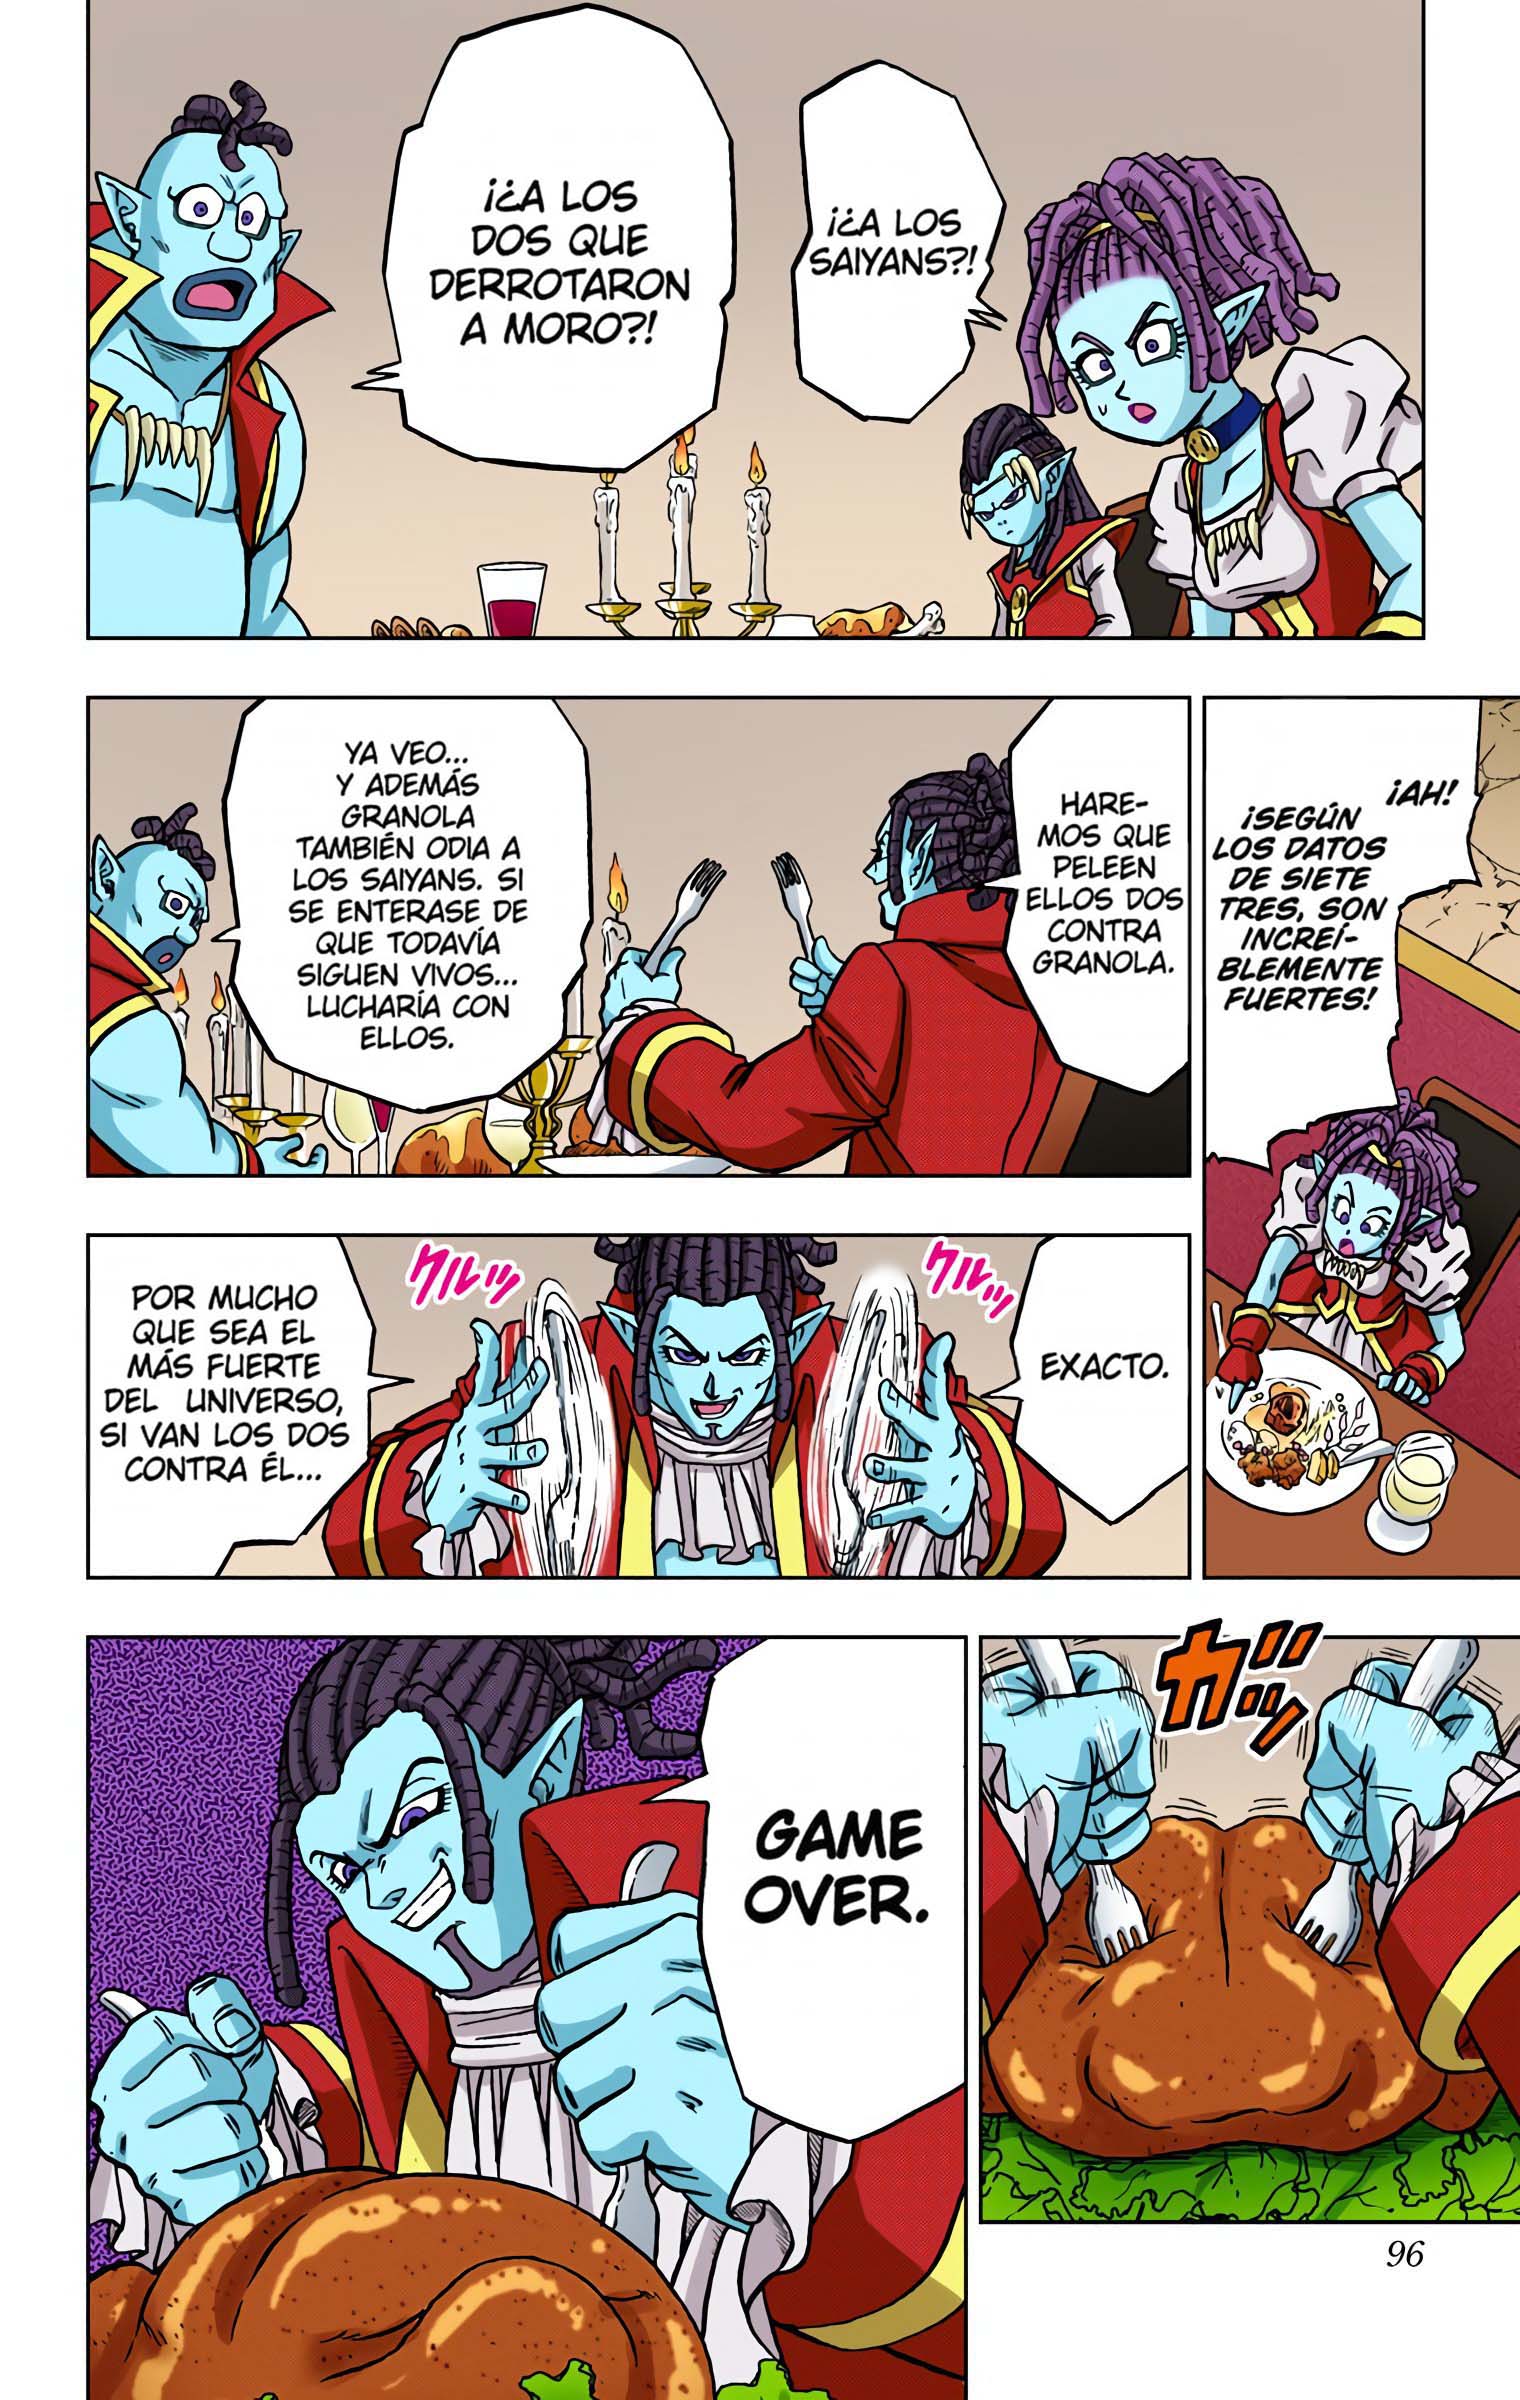 ¡¿A LOS
SAIYANS?!
¡¿A LOS
DOS QUE
DERROTARON
A MORO?!
¡AH!
¡SEGÚN
LOS DATOS
DE SIETE
TRES, SON
INCREÍ-
BLEMENTE
FUERTES!
HARE-
MOS QUE
PELEEN
ELLOS DOS
CONTRA
GRANOLA.
YA VEO...
Y ADEMÁS
GRANOLA
TAMBIÉN ODIA A
LOS SAIYANS. SI
SE ENTERASE DE
QUE TODAVÍA
SIGUEN VIVOS...
LUCHARÍA CON
ELLOS.
クルッ
EXACTO.
クルッ
POR MUCHO
QUE SEA EL
MÁS FUERTE
DEL UNIVERSO,
SI VAN LOS DOS
CONTRA ÉL...
ガッ
GAME
OVER.
96